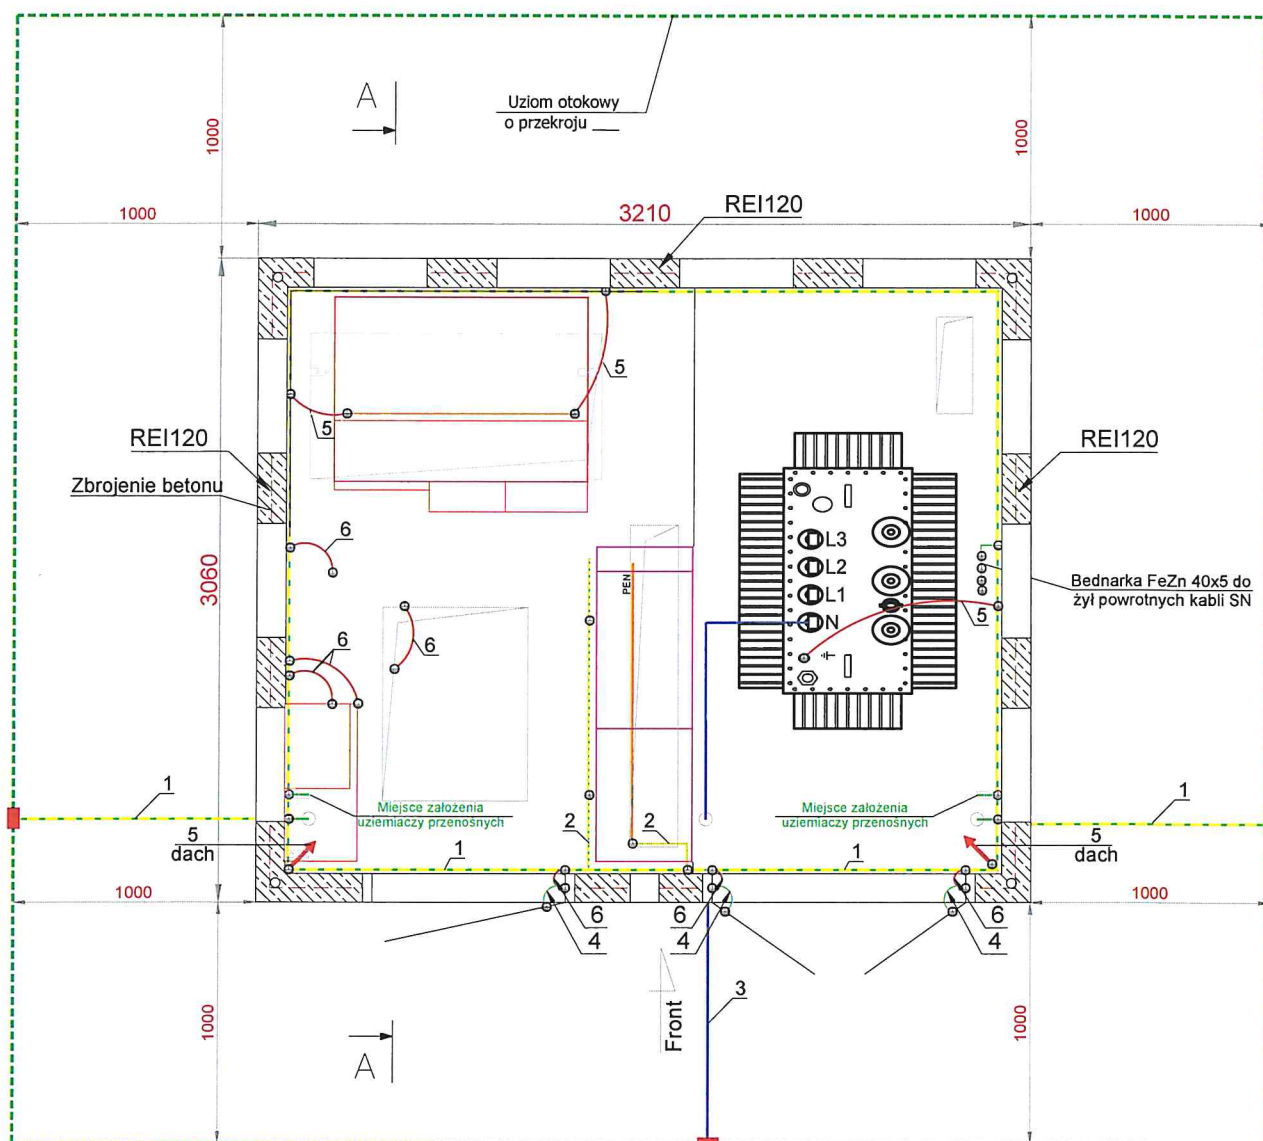 A
Uziom otokowy
o przekroju ___
1000
1000
1000
3210
REI120
1000
5
5
REI120
REI120
Zbrojenie betonu
L3
L2
L1
N
PEN
6
3060
Bednarka FeZn 40x5 do
żył powrotnych kabli SN
5
6
6
1
Miejsce założenia
uziemiaczy przenośnych
Miejsce założenia
uziemiaczy przenośnych
1
5
dach
2
2
5
dach
1
1
1000
1000
6
4
6
4
6
4
3
Front
1000
1000
A